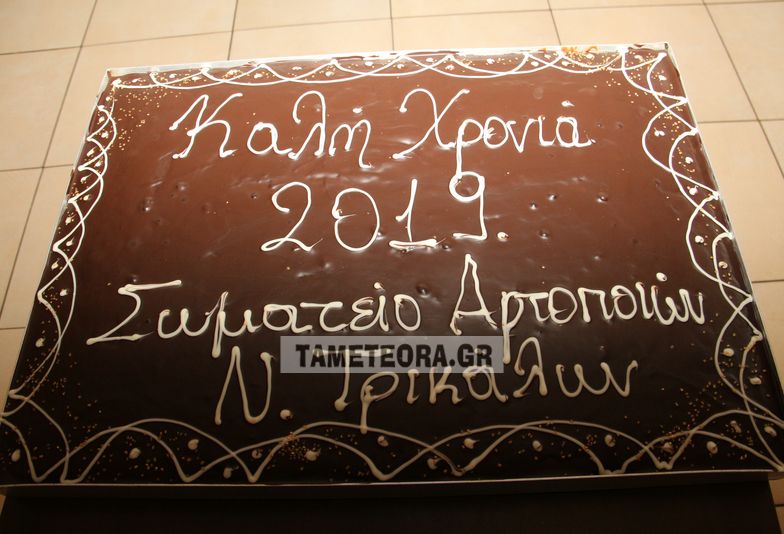 Καλή Χρονιά
2019.
Σωματείο Αρτοποιών
TAMETEORA.GR
Ν. Τρικάλων